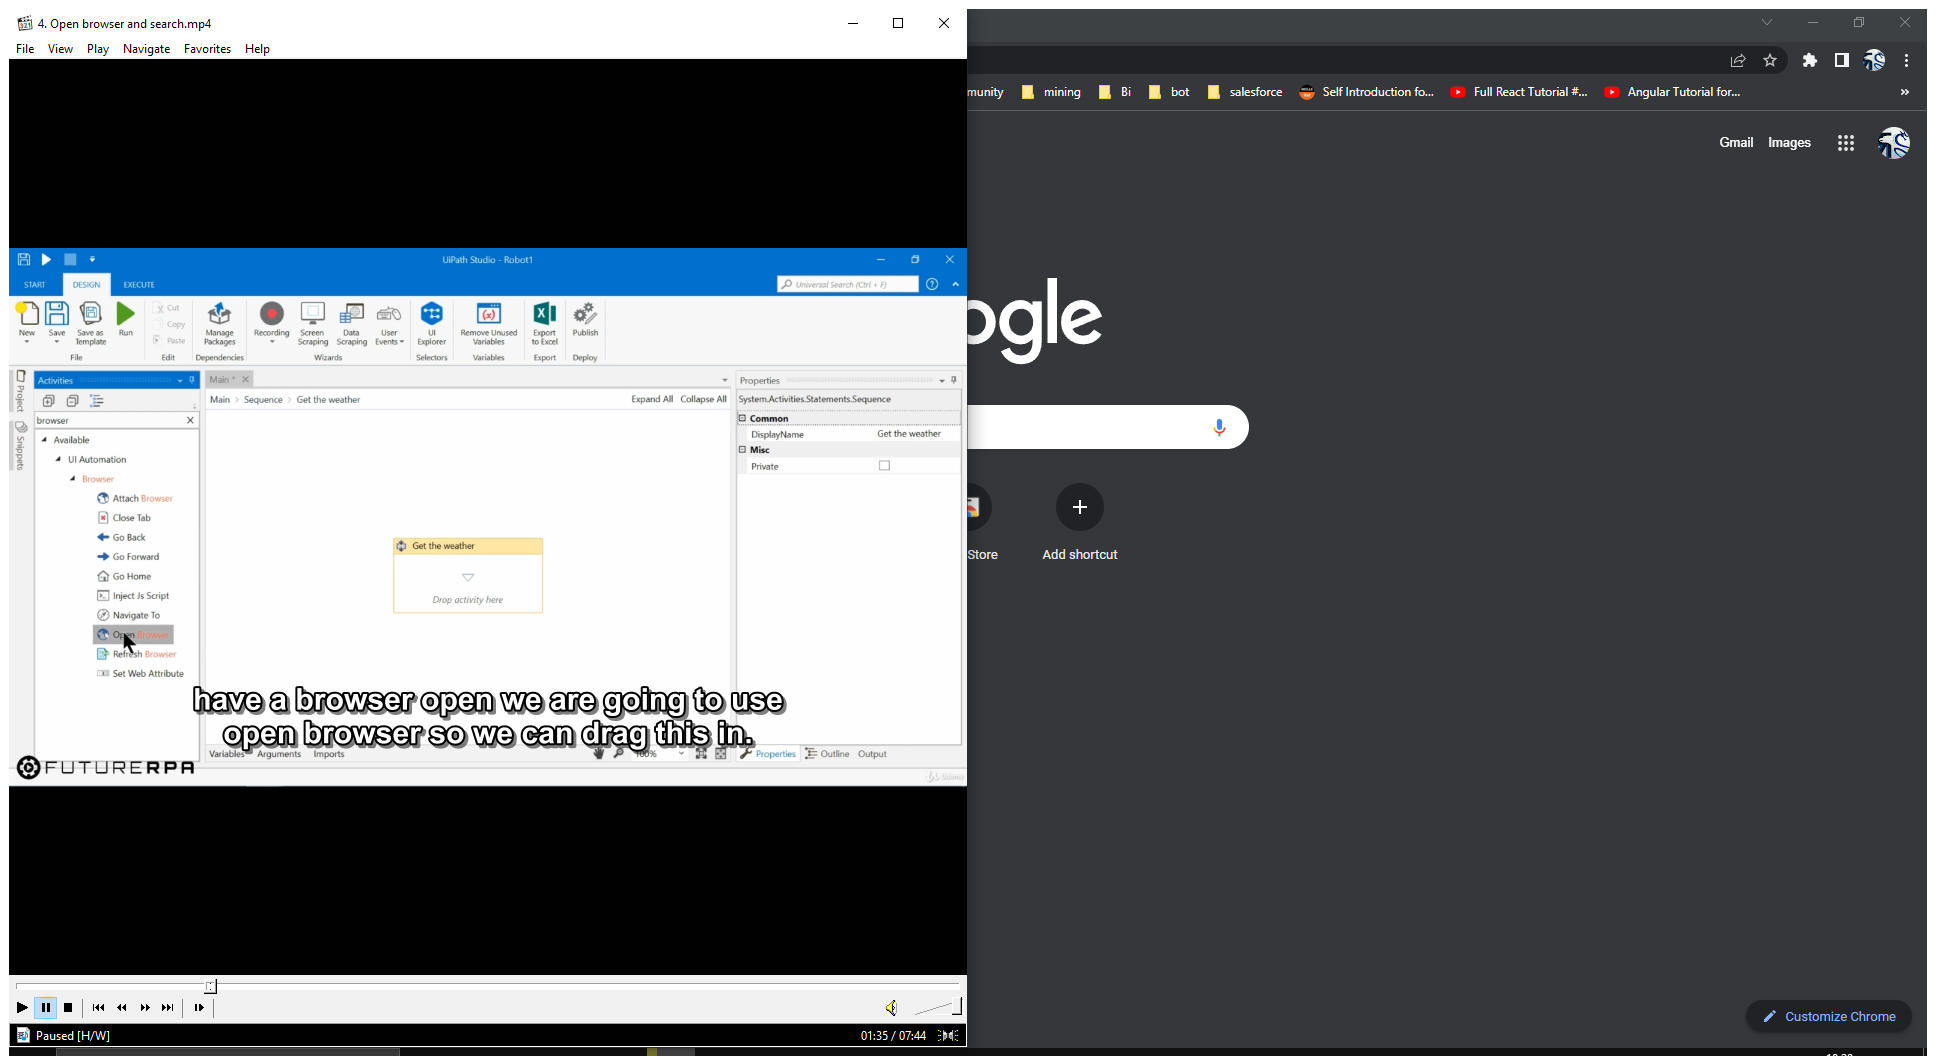 4. Open browser and search.mp4
File View Play Navigate Favorites Help
munity mining Bi bot salesforce Self Introduction fo... Full React Tutorial #... Angular Tutorial for... »
Gmail Images
ogle
Store
Add shortcut
Customize Chrome
UiPath Studio - Robot1
START DESIGN EXECUTE
Universal Search (Ctrl + F)
New
Save
Save as
Template
Run
Cut
Copy
Paste
Manage
Packages
Recording
Screen
Scraping
Data
Scraping
User
Events
UI
Explorer
Remove Unused
Variables
Export
to Excel
Publish
File Edit Dependencies Wizards Selectors Variables Export Deploy
Project
Snippets
Activities
browser
Available
UI Automation
Browser
Attach Browser
Close Tab
Go Back
Go Forward
Go Home
Inject Js Script
Navigate To
Open Browser
Refresh Browser
Set Web Attribute
Main *
Main > Sequence > Get the weather
Expand All Collapse All
Get the weather
Drop activity here
Properties
System.Activities.Statements.Sequence
Common
DisplayName Get the weather
Misc
Private
have a browser open we are going to use
open browser so we can drag this in.
Variables Arguments Imports
100%
Properties Outline Output
FUTURERPA
Udemy
Paused [H/W]
01:35 / 07:44